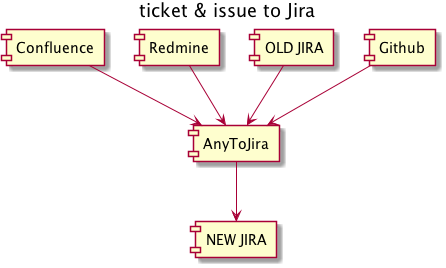 ticket & issue to Jira
Confluence
Redmine
OLD JIRA
Github
AnyToJira
NEW JIRA